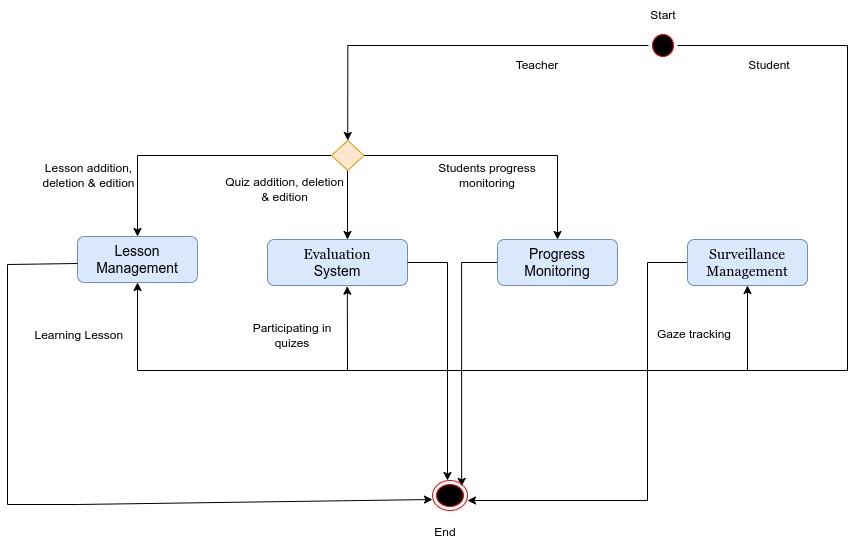 Start
Teacher
Student
Lesson addition,
deletion & edition
Quiz addition, deletion
& edition
Students progress
monitoring
Lesson
Management
Evaluation
System
Progress
Monitoring
Surveillance
Management
Learning Lesson
Participating in
quizes
Gaze tracking
End